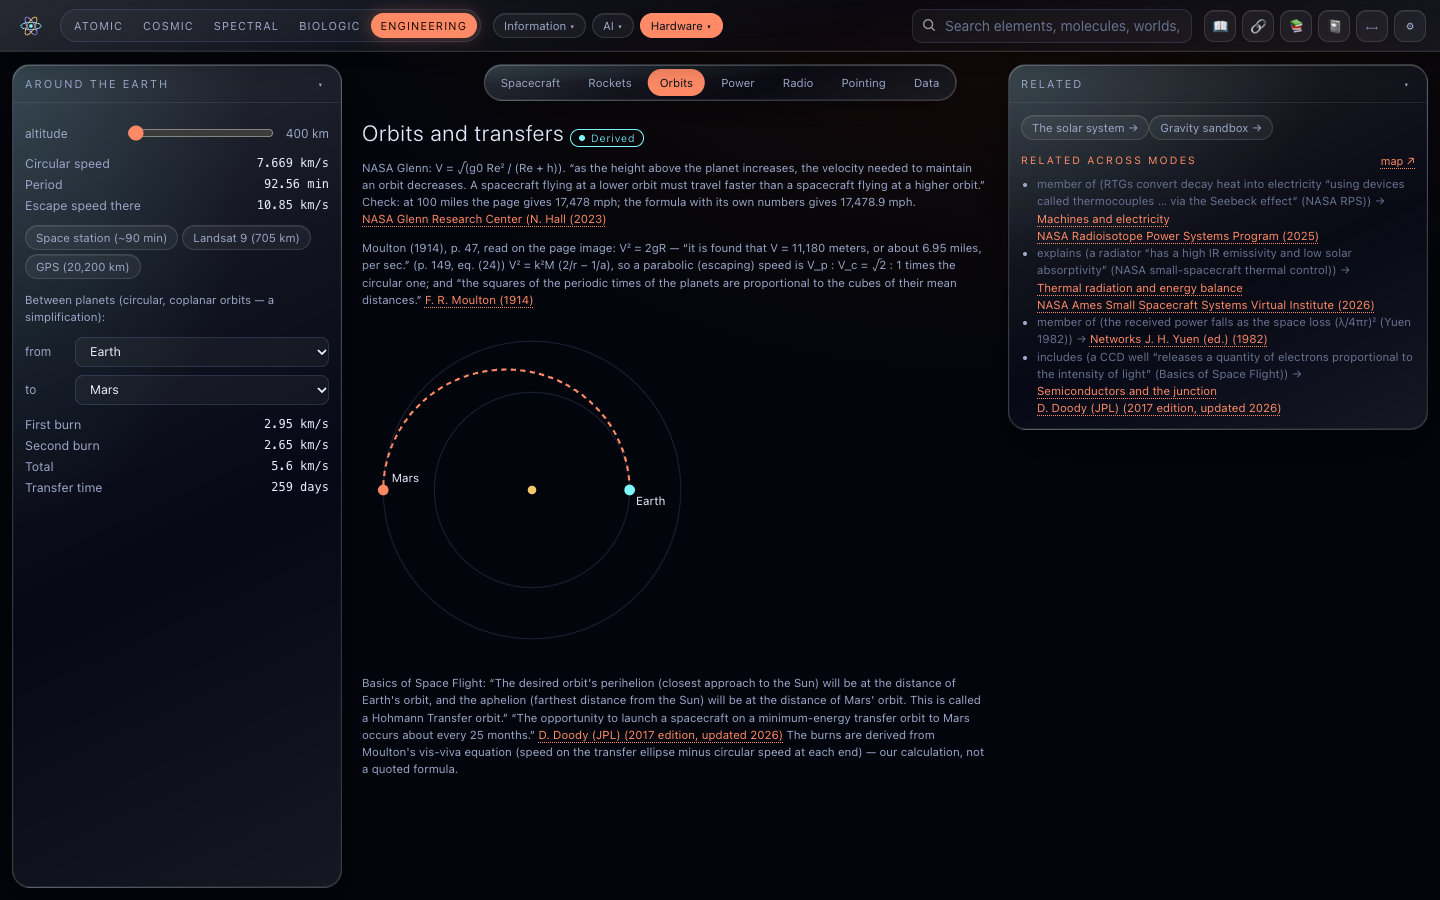 ATOMIC COSMIC SPECTRAL BIOLOGIC ENGINEERING Information AI Hardware Search elements, molecules, worlds,
AROUND THE EARTH
altitude 400 km
Circular speed 7.669 km/s
Period 92.56 min
Escape speed there 10.85 km/s
Space station (~90 min) Landsat 9 (705 km)
GPS (20,200 km)
Between planets (circular, coplanar orbits — a
simplification):
from Earth
to Mars
First burn 2.95 km/s
Second burn 2.65 km/s
Total 5.6 km/s
Transfer time 259 days
Spacecraft Rockets Orbits Power Radio Pointing Data
Orbits and transfers Derived
NASA Glenn: V = √(g0 Re² / (Re + h)). “as the height above the planet increases, the velocity needed to maintain
an orbit decreases. A spacecraft flying at a lower orbit must travel faster than a spacecraft flying at a higher orbit.”
Check: at 100 miles the page gives 17,478 mph; the formula with its own numbers gives 17,478.9 mph.
NASA Glenn Research Center (N. Hall (2023)
Moulton (1914), p. 47, read on the page image: V² = 2gR — “it is found that V = 11,180 meters, or about 6.95 miles,
per sec.” (p. 149, eq. (24)) V² = k²M (2/r − 1/a), so a parabolic (escaping) speed is V_p : V_c = √2 : 1 times the
circular one; and “the squares of the periodic times of the planets are proportional to the cubes of their mean
distances.” F. R. Moulton (1914)
Mars
Earth
Basics of Space Flight: “The desired orbit's perihelion (closest approach to the Sun) will be at the distance of
Earth's orbit, and the aphelion (farthest distance from the Sun) will be at the distance of Mars' orbit. This is called
a Hohmann Transfer orbit.” “The opportunity to launch a spacecraft on a minimum-energy transfer orbit to Mars
occurs about every 25 months.” D. Doody (JPL) (2017 edition, updated 2026) The burns are derived from
Moulton's vis-viva equation (speed on the transfer ellipse minus circular speed at each end) — our calculation, not
a quoted formula.
RELATED
The solar system → Gravity sandbox →
RELATED ACROSS MODES map ↗
member of (RTGs convert decay heat into electricity “using devices
called thermocouples … via the Seebeck effect” (NASA RPS)) →
Machines and electricity
NASA Radioisotope Power Systems Program (2025)
explains (a radiator “has a high IR emissivity and low solar
absorptivity” (NASA small-spacecraft thermal control)) →
Thermal radiation and energy balance
NASA Ames Small Spacecraft Systems Virtual Institute (2026)
member of (the received power falls as the space loss (λ/4πr)² (Yuen
1982)) → Networks J. H. Yuen (ed.) (1982)
includes (a CCD well “releases a quantity of electrons proportional to
the intensity of light” (Basics of Space Flight)) →
Semiconductors and the junction
D. Doody (JPL) (2017 edition, updated 2026)